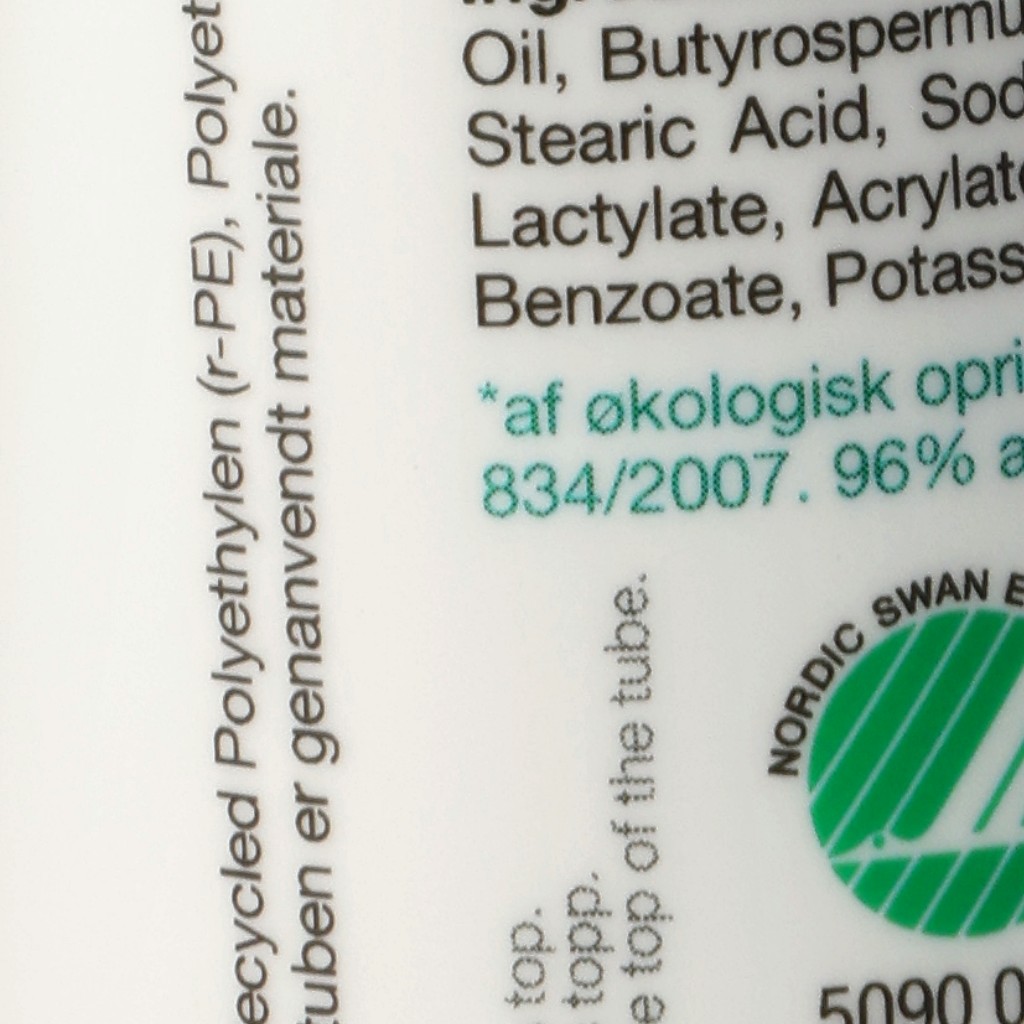 Oil, Butyrospermu
Stearic Acid, Sod
Lactylate, Acrylat
Benzoate, Potass
*af økologisk opri
834/2007. 96% a
ecycled Polyethylen (r-PE), Polyet
tuben er genanvendt materiale.
top.
topp.
e top of the tube.
NORDIC SWAN E
5090 0